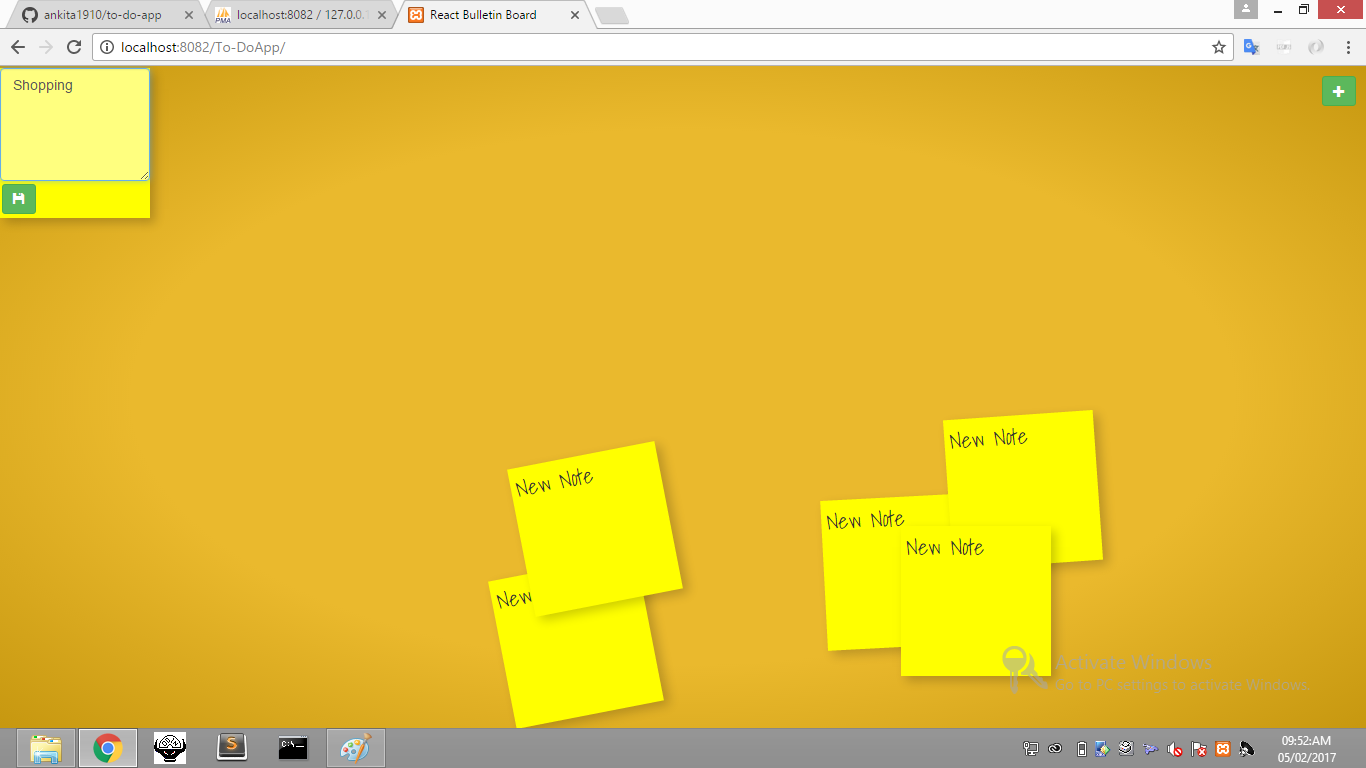 ankita1910/to-do-app
localhost:8082 / 127.0.0.1
React Bulletin Board
localhost:8082/To-DoApp/
Shopping
New Note
New Note
New Note
New Note
New
Activate Windows
Go to PC settings to activate Windows.
09:52:AM
05/02/2017